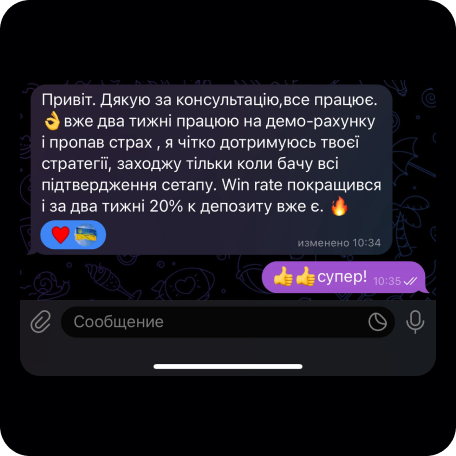 Привіт. Дякую за консультацію,все працює.
👌вже два тижні працюю на демо-рахунку
і пропав страх , я чітко дотримуюсь твоєї
стратегії, заходжу тільки коли бачу всі
підтвердження сетапу. Win rate покращився
і за два тижні 20% к депозиту вже є. 🔥
изменено 10:34
👍👍супер! 10:35
Сообщение